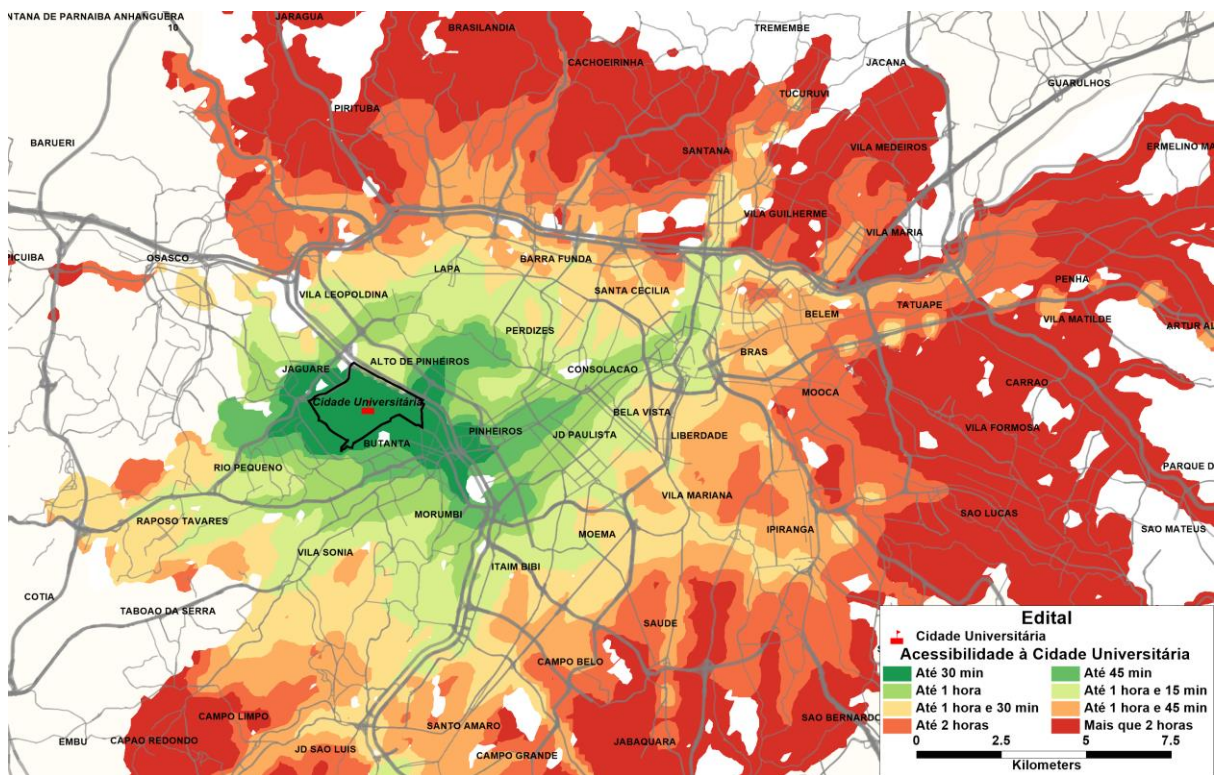 ANTANA DE PARNAIBA ANHANGUERA
10
JARAGUA
BRASILANDIA
TREMEMBE
CACHOEIRINHA
JACANA
GUARULHOS
TUCURUVI
PIRITUBA
BARUERI
SANTANA
VILA MEDEIROS
ERMELINO MA
VILA GUILHERME
VILA MARIA
PICUIBA
OSASCO
LAPA
BARRA FUNDA
PENHA
VILA LEOPOLDINA
SANTA CECILIA
TATUAPE
BELEM
VILA MATILDE
ARTUR AL
PERDIZES
BRAS
ALTO DE PINHEIROS
JAGUARE
CONSOLACAO
CARRAO
MOOCA
Cidade Universitária
BELA VISTA
PINHEIROS
JD PAULISTA
LIBERDADE
VILA FORMOSA
BUTANTA
RIO PEQUENO
PARQUE D
VILA MARIANA
MORUMBI
SAO LUCAS
RAPOSO TAVARES
IPIRANGA
SAO MATEUS
MOEMA
VILA SONIA
ITAIM BIBI
COTIA
TABOAO DA SERRA
SAUDE
CAMPO BELO
CAMPO LIMPO
SANTO AMARO
SAO BERNARDO
EMBU
CAPAO REDONDO
JD SAO LUIS
CAMPO GRANDE
JABAQUARA
Edital
Cidade Universitária
Acessibilidade à Cidade Universitária
Até 30 min
Até 45 min
Até 1 hora
Até 1 hora e 15 min
Até 1 hora e 30 min
Até 1 hora e 45 min
Até 2 horas
Mais que 2 horas
0 2.5 5 7.5
Kilometers